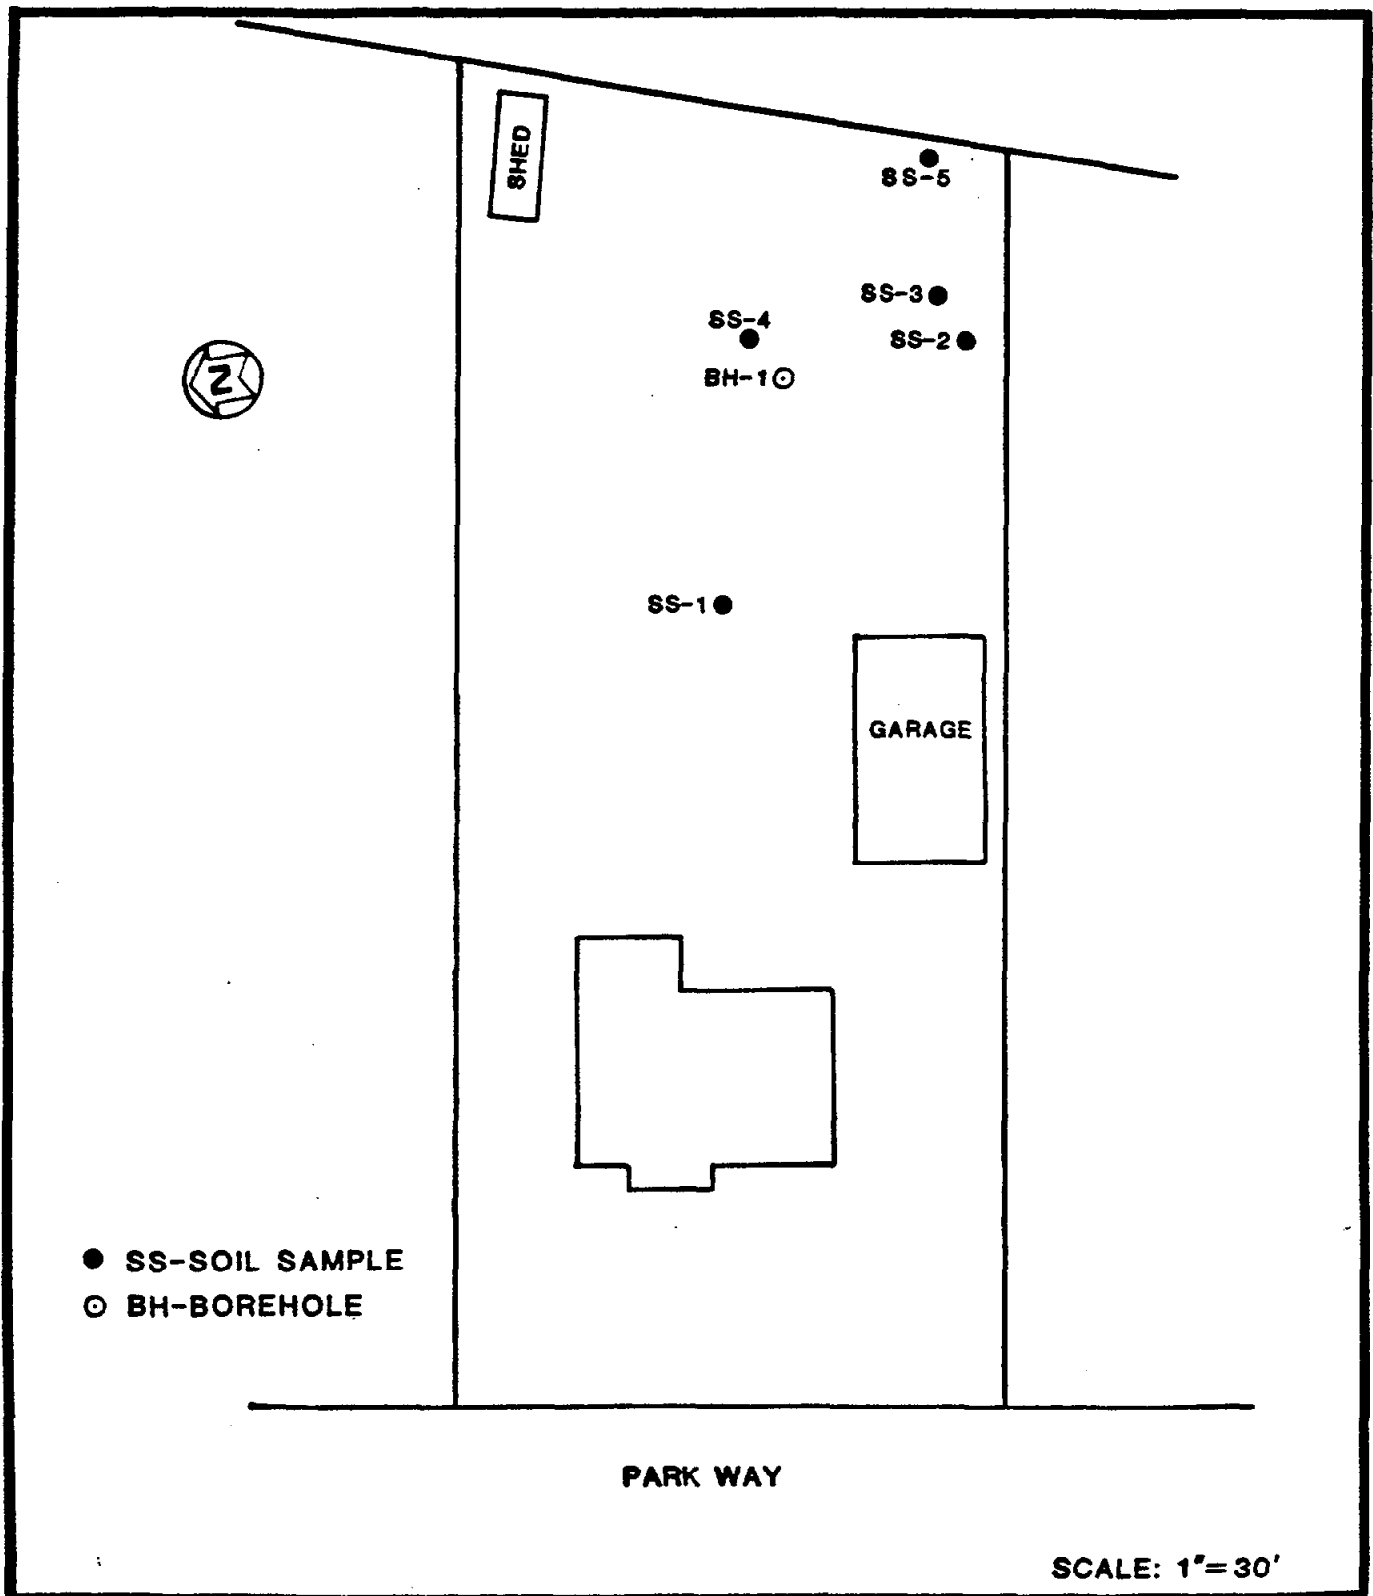 SHED
SS-5
SS-3
SS-4
SS-2
BH-1
N
SS-1
GARAGE
SS-SOIL SAMPLE
BH-BOREHOLE
PARK WAY
SCALE: 1"=30'